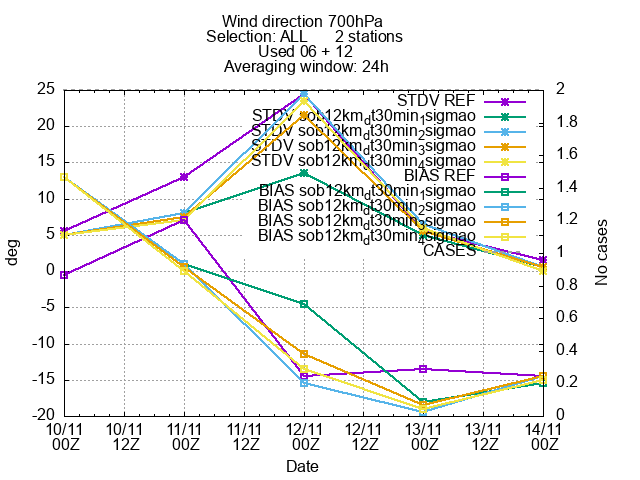 Wind direction 700hPa
Selection: ALL 2 stations
Used 06 + 12
Averaging window: 24h
25
20
15
10
5
0
-5
-10
-15
-20
deg
2
1.8
1.6
1.4
1.2
1
0.8
0.6
0.4
0.2
0
No cases
STDV REF
STDV sob12km_dt30min_1sigmao
STDV sob12km_dt30min_2sigmao
STDV sob12km_dt30min_3sigmao
STDV sob12km_dt30min_4sigmao
BIAS REF
BIAS sob12km_dt30min_1sigmao
BIAS sob12km_dt30min_2sigmao
BIAS sob12km_dt30min_3sigmao
BIAS sob12km_dt30min_4sigmao
CASES
10/11 10/11 11/11 11/11 12/11 12/11 13/11 13/11 14/11
00Z 12Z 00Z 12Z 00Z 12Z 00Z 12Z 00Z
Date